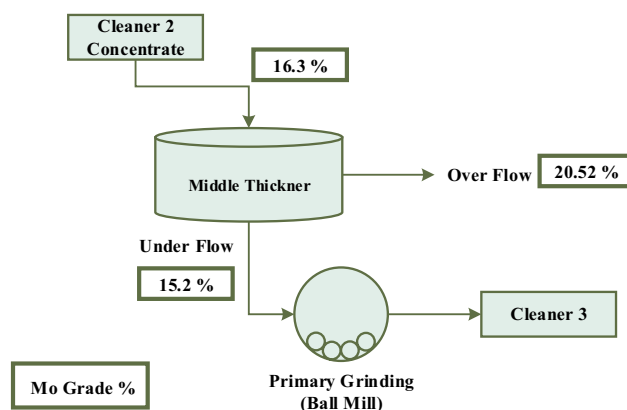 Cleaner 2
Concentrate
16.3 %
Middle Thickner
Over Flow
20.52 %
Under Flow
15.2 %
Cleaner 3
Primary Grinding
(Ball Mill)
Mo Grade %